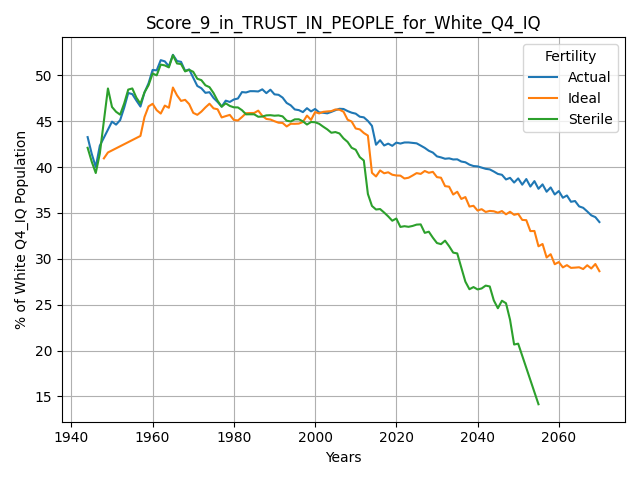 Score_9_in_TRUST_IN_PEOPLE_for_White_Q4_IQ
% of White Q4_IQ Population
50
45
40
35
30
25
20
15
Fertility
Actual
Ideal
Sterile
1940 1960 1980 2000 2020 2040 2060
Years